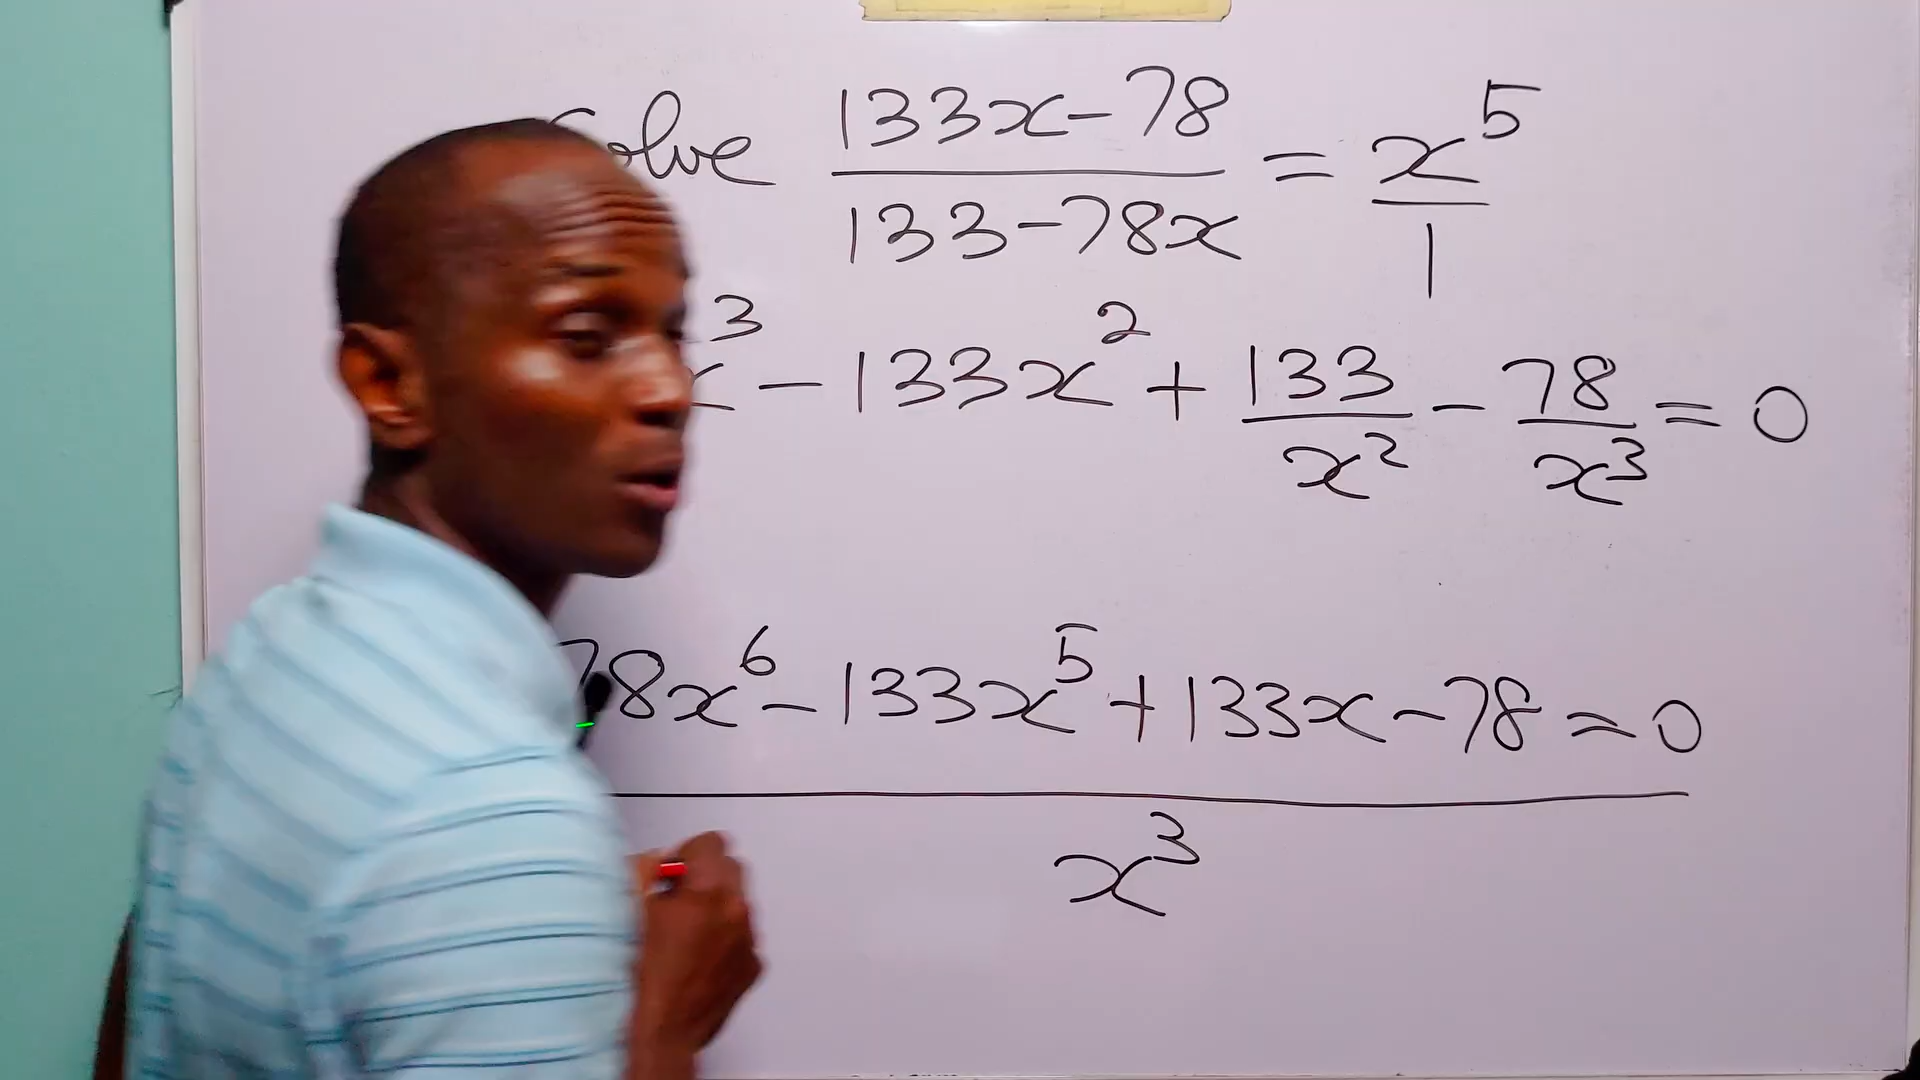 Solve (133x-78)/(133-78x) = x^5/1
x^3 - 133x^2 + 133/x^2 - 78/x^3 = 0
78x^6 - 133x^5 + 133x - 78 = 0
x^3